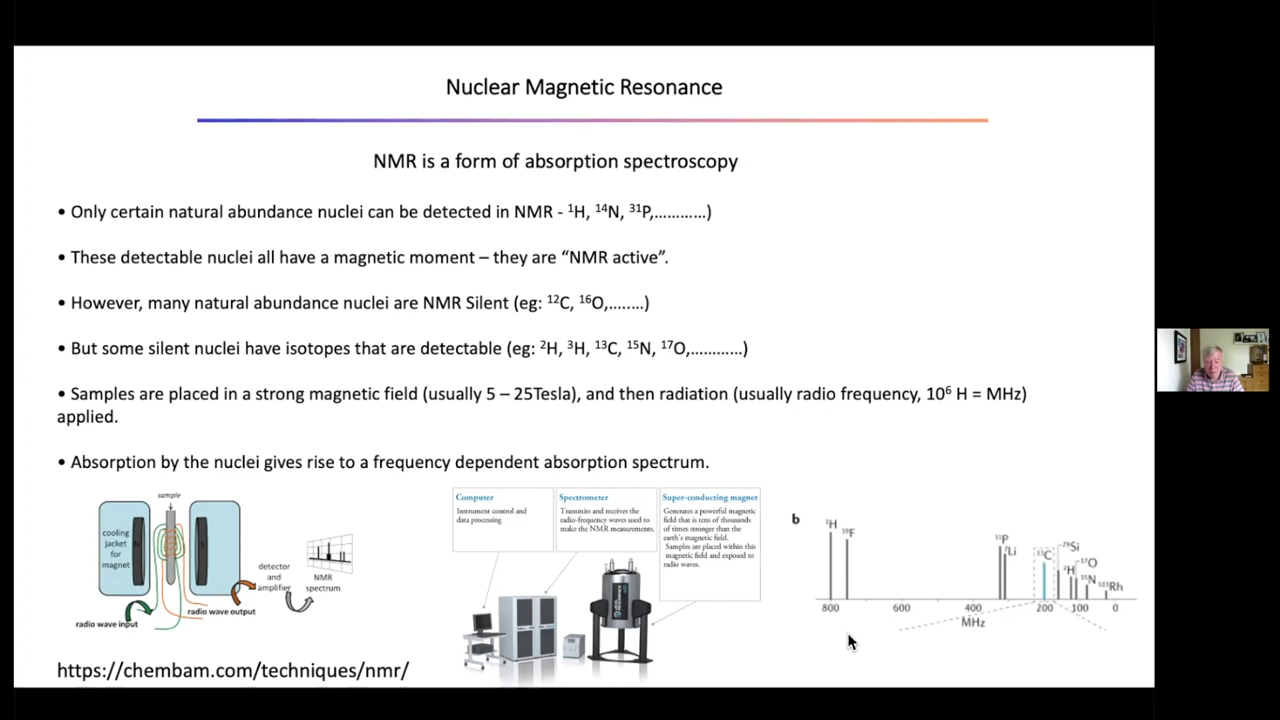 Nuclear Magnetic Resonance
NMR is a form of absorption spectroscopy
• Only certain natural abundance nuclei can be detected in NMR - ¹H, ¹⁴N, ³¹P,…………)
• These detectable nuclei all have a magnetic moment – they are “NMR active”.
• However, many natural abundance nuclei are NMR Silent (eg: ¹²C, ¹⁶O,........)
• But some silent nuclei have isotopes that are detectable (eg: ²H, ³H, ¹³C, ¹⁵N, ¹⁷O,…………)
• Samples are placed in a strong magnetic field (usually 5 – 25Tesla), and then radiation (usually radio frequency, 10⁶ H = MHz)
applied.
• Absorption by the nuclei gives rise to a frequency dependent absorption spectrum.
sample
cooling
jacket
for
magnet
N
S
detector
and
amplifier
NMR
spectrum
radio wave output
radio wave input
Computer
Instrument control and
data processing
Spectrometer
Transmits and receives the
radio-frequency waves used to
make the NMR measurements.
Super-conducting magnet
Generates a powerful magnetic
field that is tens of thousands
of times stronger than the
earth's magnetic field.
Samples are placed within this
magnetic field and exposed to
radio waves.
b
¹H
¹⁹F
³¹P
⁷Li
¹³C
²⁹Si
²H
¹⁷O
¹⁵N
¹⁰³Rh
800 600 400 200 100 0
MHz
https://chembam.com/techniques/nmr/